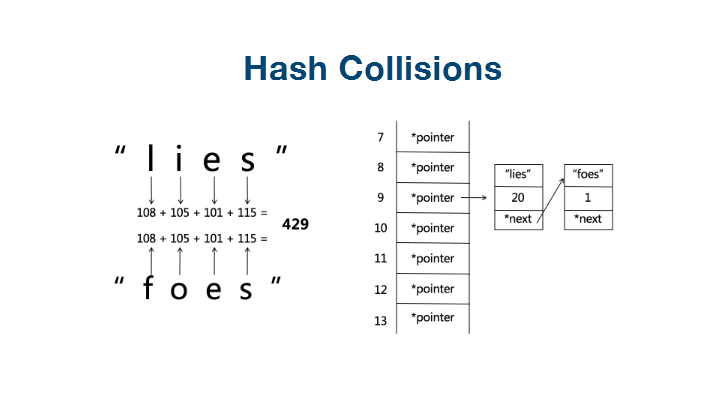 Hash Collisions
“ l i e s ”
108 + 105 + 101 + 115 =
429
108 + 105 + 101 + 115 =
“ f o e s ”
7 *pointer
8 *pointer
9 *pointer
10 *pointer
11 *pointer
12 *pointer
13 *pointer
“lies”
20
*next
“foes”
1
*next